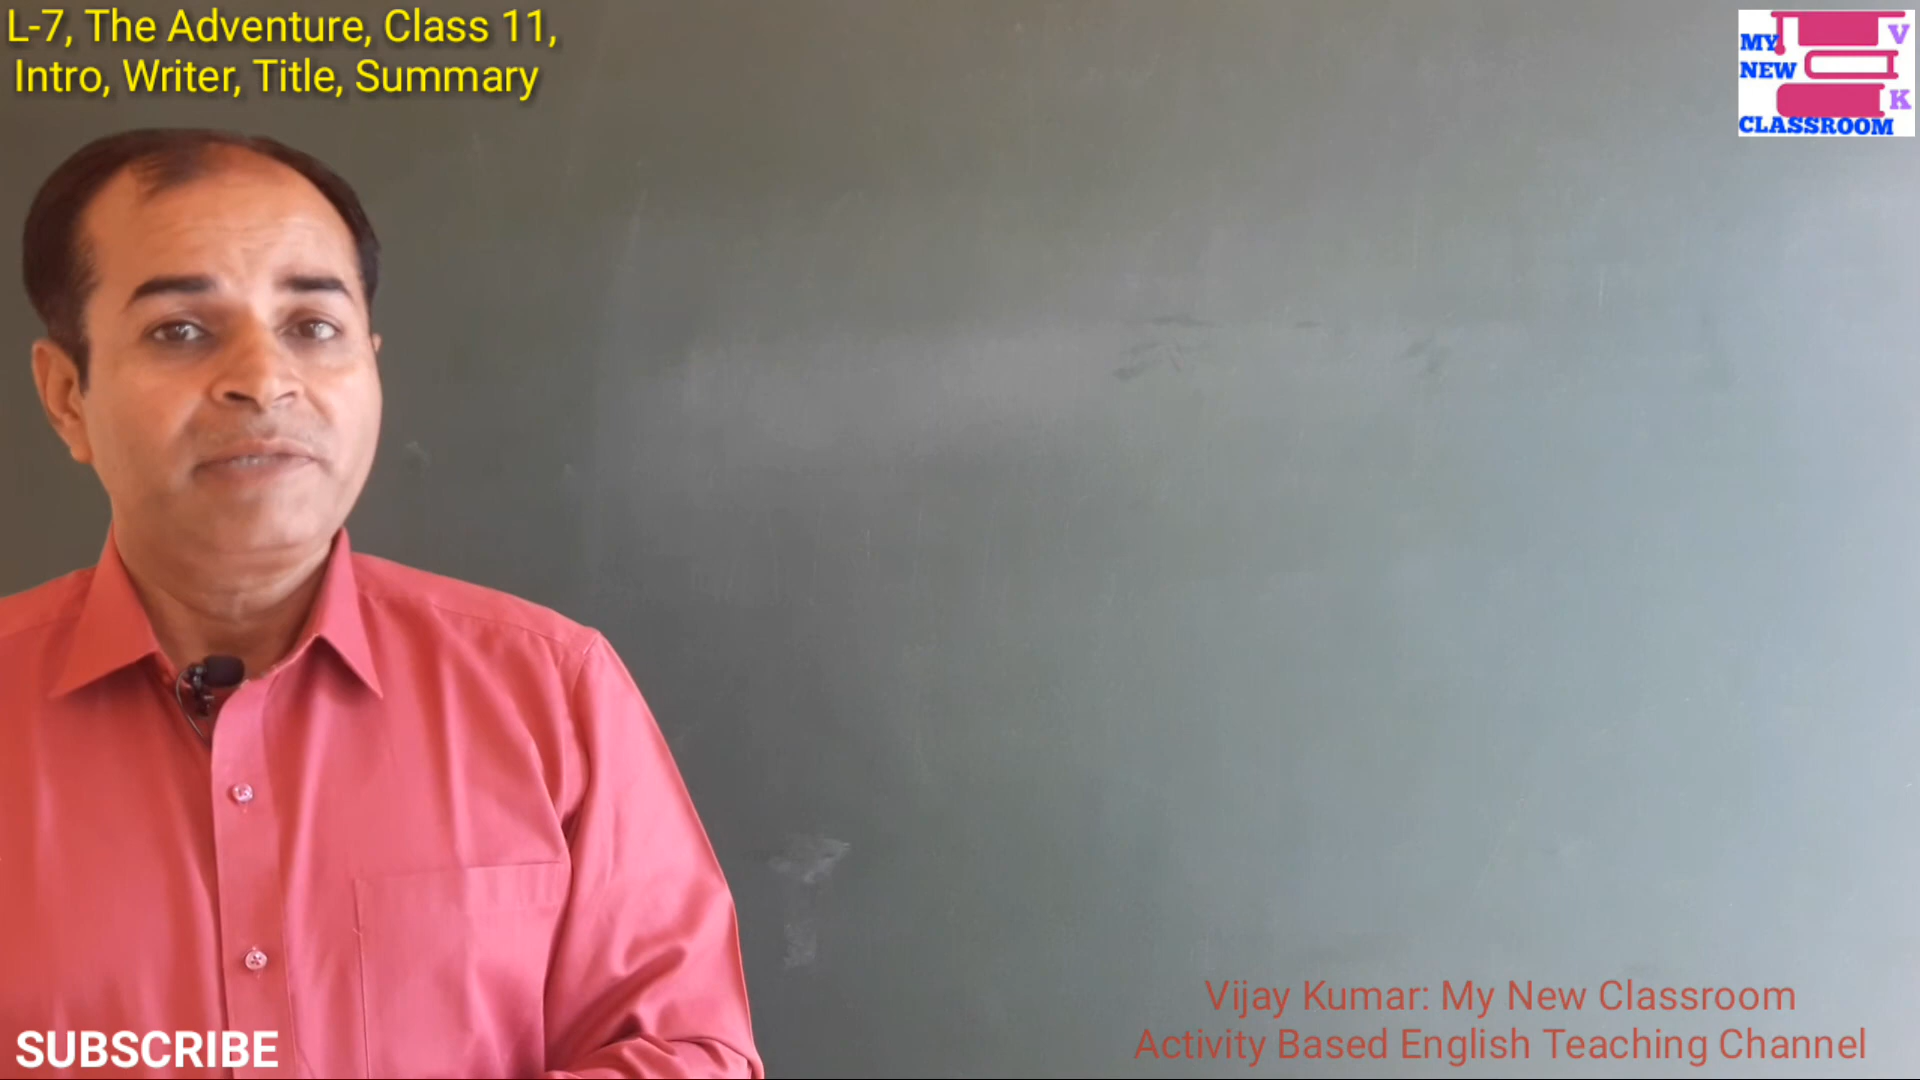 L-7, The Adventure, Class 11,
Intro, Writer, Title, Summary
MY
NEW
CLASSROOM
V
K
Vijay Kumar: My New Classroom
Activity Based English Teaching Channel
SUBSCRIBE